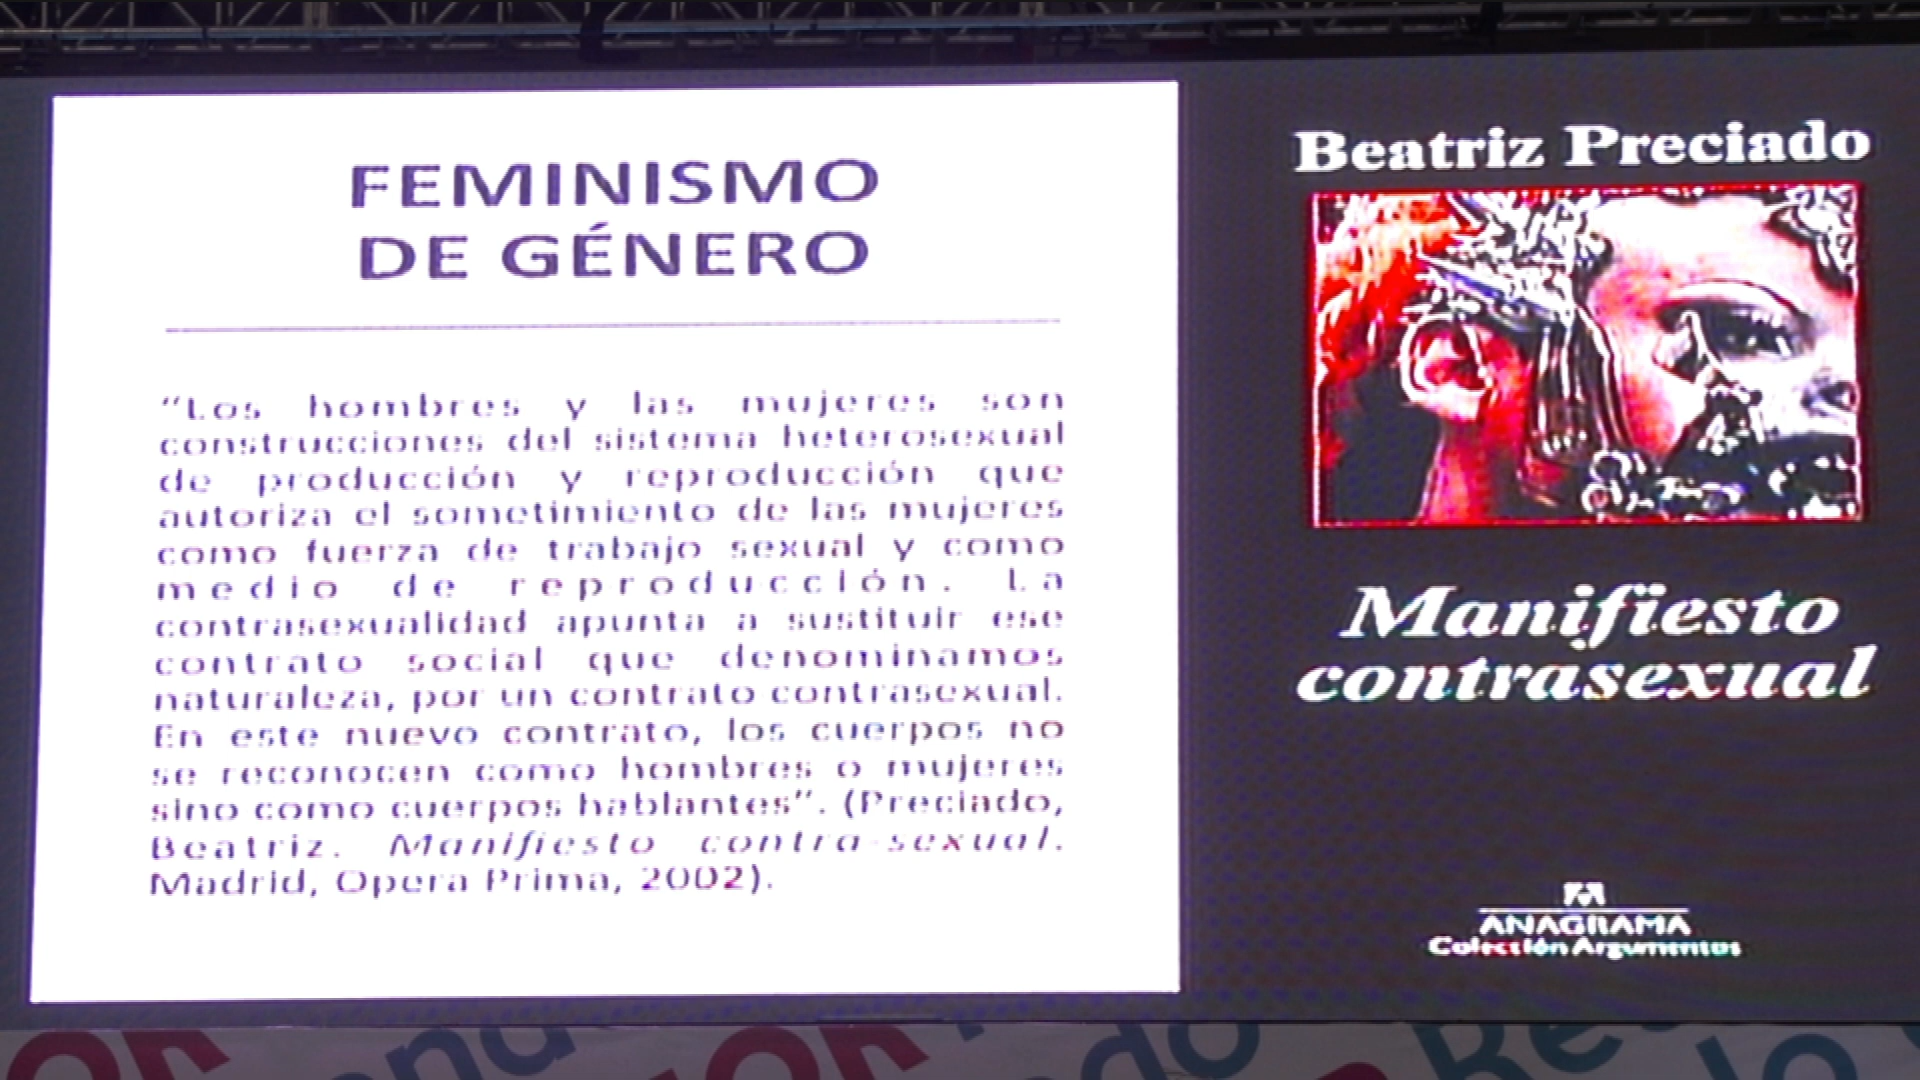 FEMINISMO
DE GÉNERO
“Los hombres y las mujeres son
construcciones del sistema heterosexual
de producción y reproducción que
autoriza el sometimiento de las mujeres
como fuerza de trabajo sexual y como
medio de reproducción. La
contrasexualidad apunta a sustituir ese
contrato social que denominamos
naturaleza, por un contrato contrasexual.
En este nuevo contrato, los cuerpos no
se reconocen como hombres o mujeres
sino como cuerpos hablantes”. (Preciado,
Beatriz. Manifiesto contra-sexual.
Madrid, Opera Prima, 2002).
Beatriz Preciado
Manifiesto
contrasexual
ANAGRAMA
Colección Argumentos